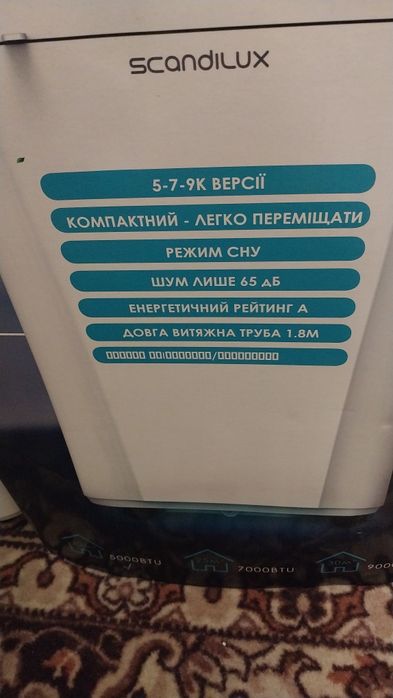 SCANDILUX
5-7-9К ВЕРСІЇ
КОМПАКТНИЙ - ЛЕГКО ПЕРЕМІЩАТИ
РЕЖИМ СНУ
ШУМ ЛИШЕ 65 дБ
ЕНЕРГЕТИЧНИЙ РЕЙТИНГ А
ДОВГА ВИТЯЖНА ТРУБА 1.8М
5000BTU
7000BTU